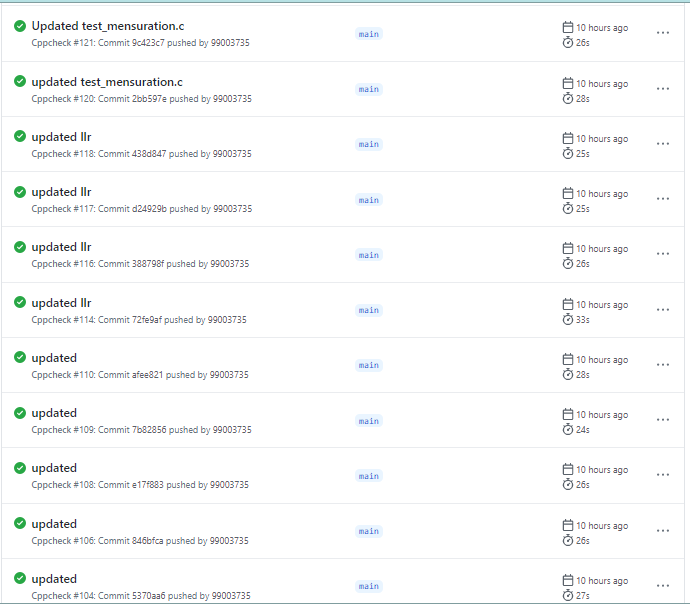 Updated test_mensuration.c
Cppcheck #121: Commit 9c423c7 pushed by 99003735
main
10 hours ago
26s
updated test_mensuration.c
Cppcheck #120: Commit 2bb597e pushed by 99003735
main
10 hours ago
28s
updated llr
Cppcheck #118: Commit 438d847 pushed by 99003735
main
10 hours ago
25s
updated llr
Cppcheck #117: Commit d24929b pushed by 99003735
main
10 hours ago
25s
updated llr
Cppcheck #116: Commit 388798f pushed by 99003735
main
10 hours ago
26s
updated llr
Cppcheck #114: Commit 72fe9af pushed by 99003735
main
10 hours ago
33s
updated
Cppcheck #110: Commit afee821 pushed by 99003735
main
10 hours ago
28s
updated
Cppcheck #109: Commit 7b82856 pushed by 99003735
main
10 hours ago
24s
updated
Cppcheck #108: Commit e17f883 pushed by 99003735
main
10 hours ago
26s
updated
Cppcheck #106: Commit 846bfca pushed by 99003735
main
10 hours ago
26s
updated
Cppcheck #104: Commit 5370aa6 pushed by 99003735
main
10 hours ago
27s